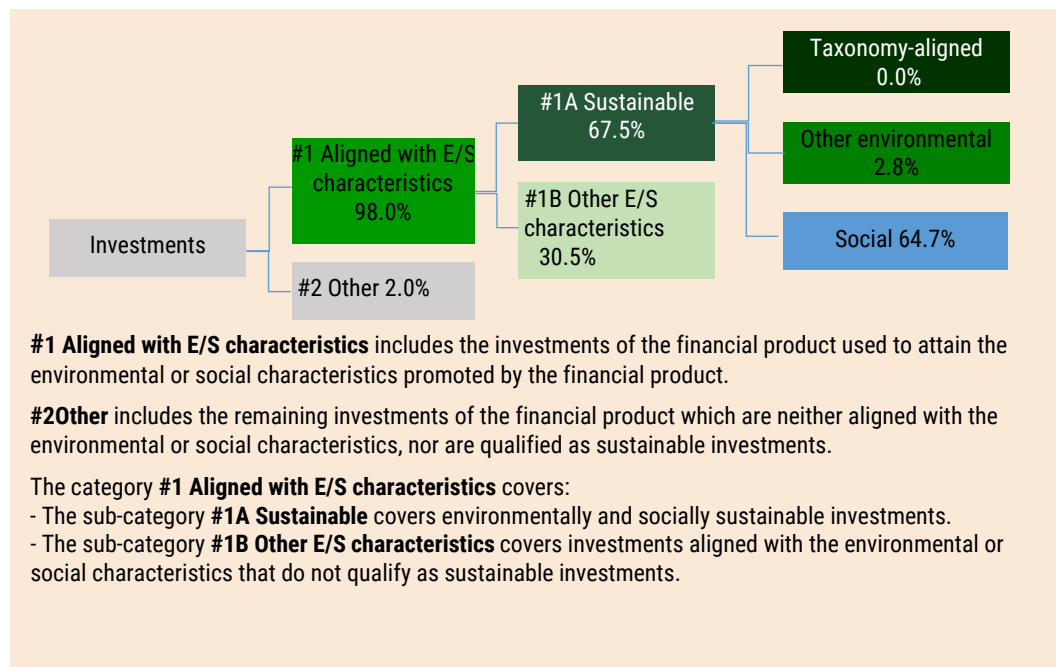 Taxonomy-aligned
0.0%
#1A Sustainable
67.5%
Other environmental
2.8%
#1 Aligned with E/S
characteristics
98.0%
#1B Other E/S
characteristics
30.5%
Social 64.7%
Investments
#2 Other 2.0%
#1 Aligned with E/S characteristics includes the investments of the financial product used to attain the
environmental or social characteristics promoted by the financial product.
#2Other includes the remaining investments of the financial product which are neither aligned with the
environmental or social characteristics, nor are qualified as sustainable investments.
The category #1 Aligned with E/S characteristics covers:
- The sub-category #1A Sustainable covers environmentally and socially sustainable investments.
- The sub-category #1B Other E/S characteristics covers investments aligned with the environmental or
social characteristics that do not qualify as sustainable investments.